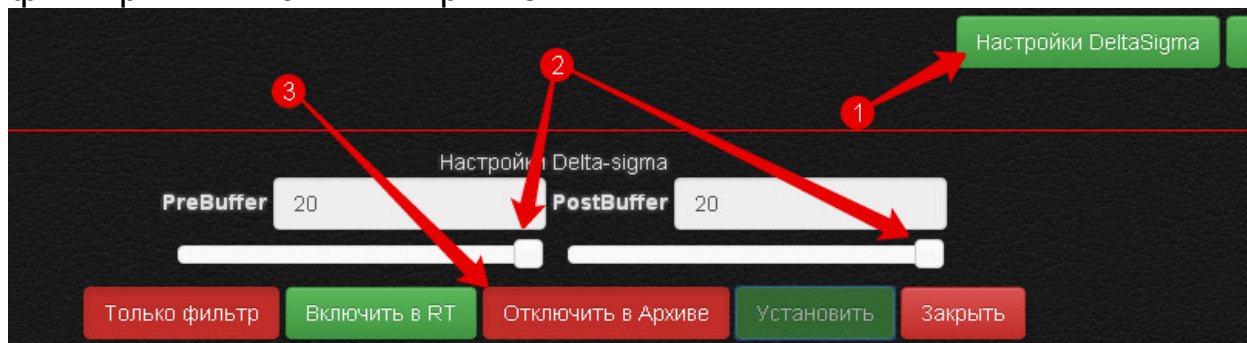 Настройки DeltaSigma
2
3
1
Настройки Delta-sigma
PreBuffer 20 PostBuffer 20
Только фильтр Включить в RT Отключить в Архиве Установить Закрыть